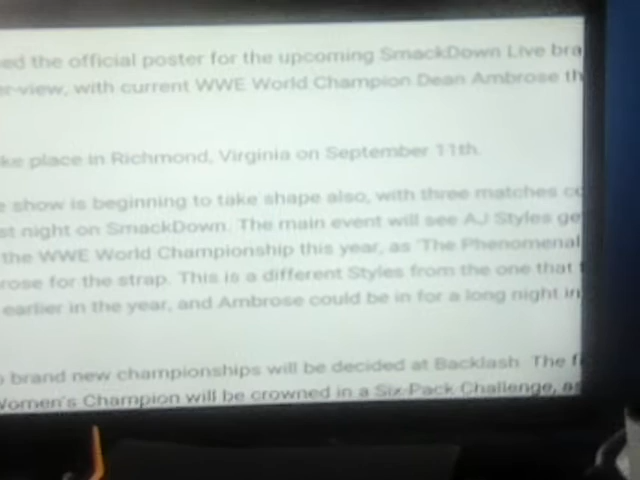 ed the official poster for the upcoming SmackDown Live bra
er-view, with current WWE World Champion Dean Ambrose th
ke place in Richmond, Virginia on September 11th.
e show is beginning to take shape also, with three matches co
st night on SmackDown. The main event will see AJ Styles ge
the WWE World Championship this year, as 'The Phenomenal
rose for the strap. This is a different Styles from the one that
earlier in the year, and Ambrose could be in for a long night in
o brand new championships will be decided at Backlash. The f
Women's Champion will be crowned in a Six-Pack Challenge, as